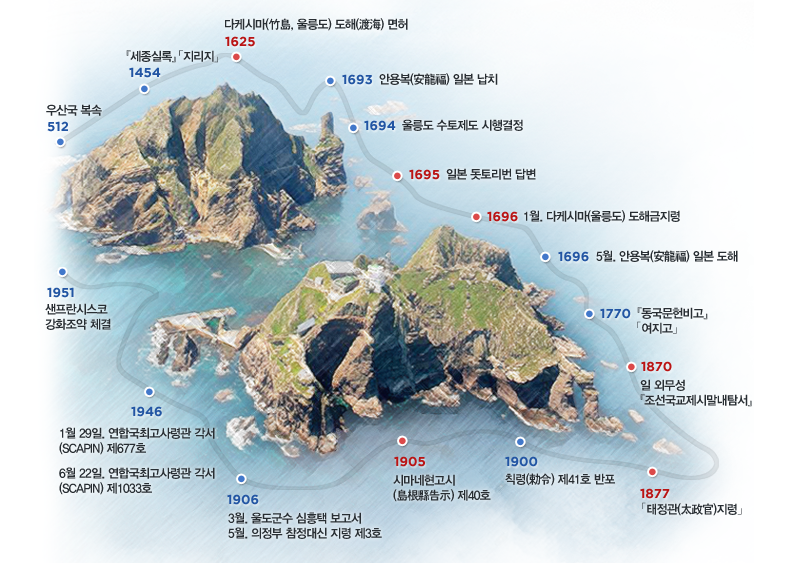 우산국 복속
512
『세종실록』「지리지」
1454
다케시마(竹島, 울릉도) 도해(渡海) 면허
1625
1693 안용복(安龍福) 일본 납치
1694 울릉도 수토제도 시행결정
1695 일본 돗토리번 답변
1696 1월. 다케시마(울릉도) 도해금지령
1696 5월. 안용복(安龍福) 일본 도해
1770 『동국문헌비고』
「여지고」
1870
일 외무성
『조선국교제시말내탐서』
1877
「태정관(太政官)지령」
1900
칙령(勅令) 제41호 반포
1905
시마네현고시
(島根縣告示) 제40호
1906
3월. 울도군수 심흥택 보고서
5월. 의정부 참정대신 지령 제3호
1946
1월 29일. 연합국최고사령관 각서
(SCAPIN) 제677호
6월 22일. 연합국최고사령관 각서
(SCAPIN) 제1033호
1951
샌프란시스코
강화조약 체결